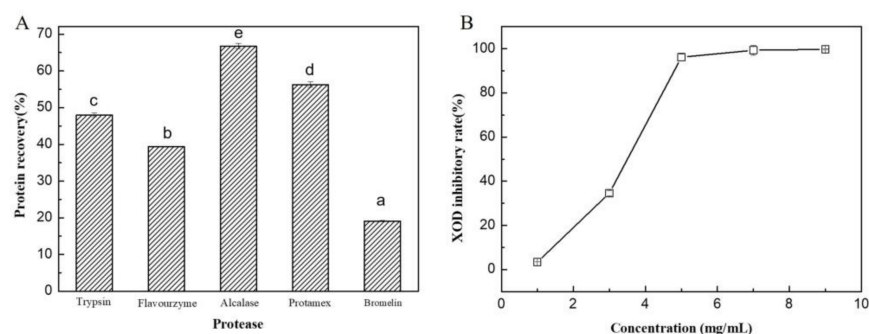 A
B
70
60
50
40
30
20
10
0
Protein recovery(%)
c
b
e
d
a
Trypsin
Flavourzyme
Alcalase
Protamex
Bromelin
Protease
100
80
60
40
20
0
XOD inhibitory rate(%)
0
2
4
6
8
10
Concentration (mg/mL)